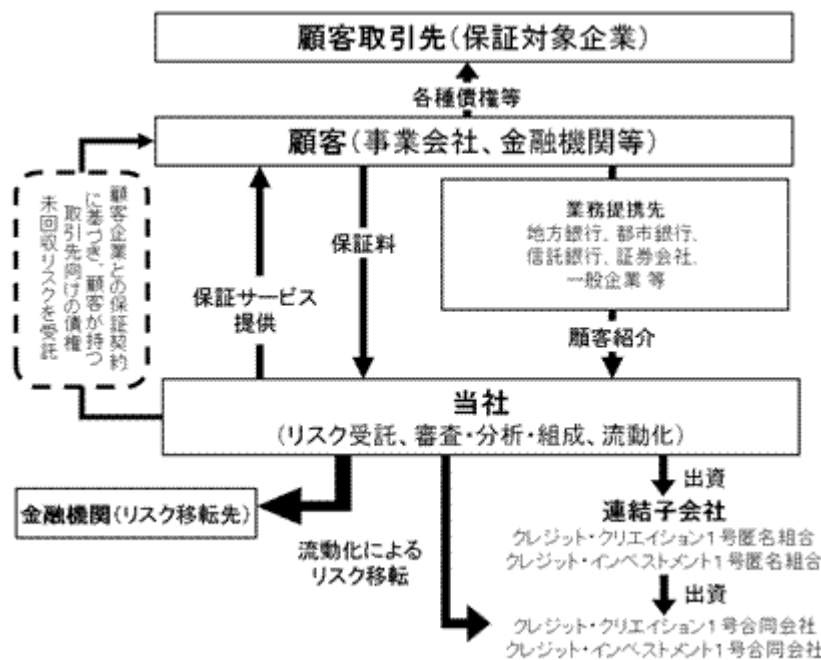 顧客取引先(保証対象企業)
各種債権等
顧客(事業会社、金融機関等)
顧客企業との保証契約
に基づき、顧客が持つ
取引先向けの債権
未回収リスクを受託
保証サービス
提供
保証料
業務提携先
地方銀行、都市銀行、
信託銀行、証券会社、
一般企業 等
顧客紹介
当社
(リスク受託、審査・分析・組成、流動化)
金融機関(リスク移転先)
流動化による
リスク移転
出資
連結子会社
クレジット・クリエイション1号匿名組合
クレジット・インベストメント1号匿名組合
出資
クレジット・クリエイション1号合同会社
クレジット・インベストメント1号合同会社